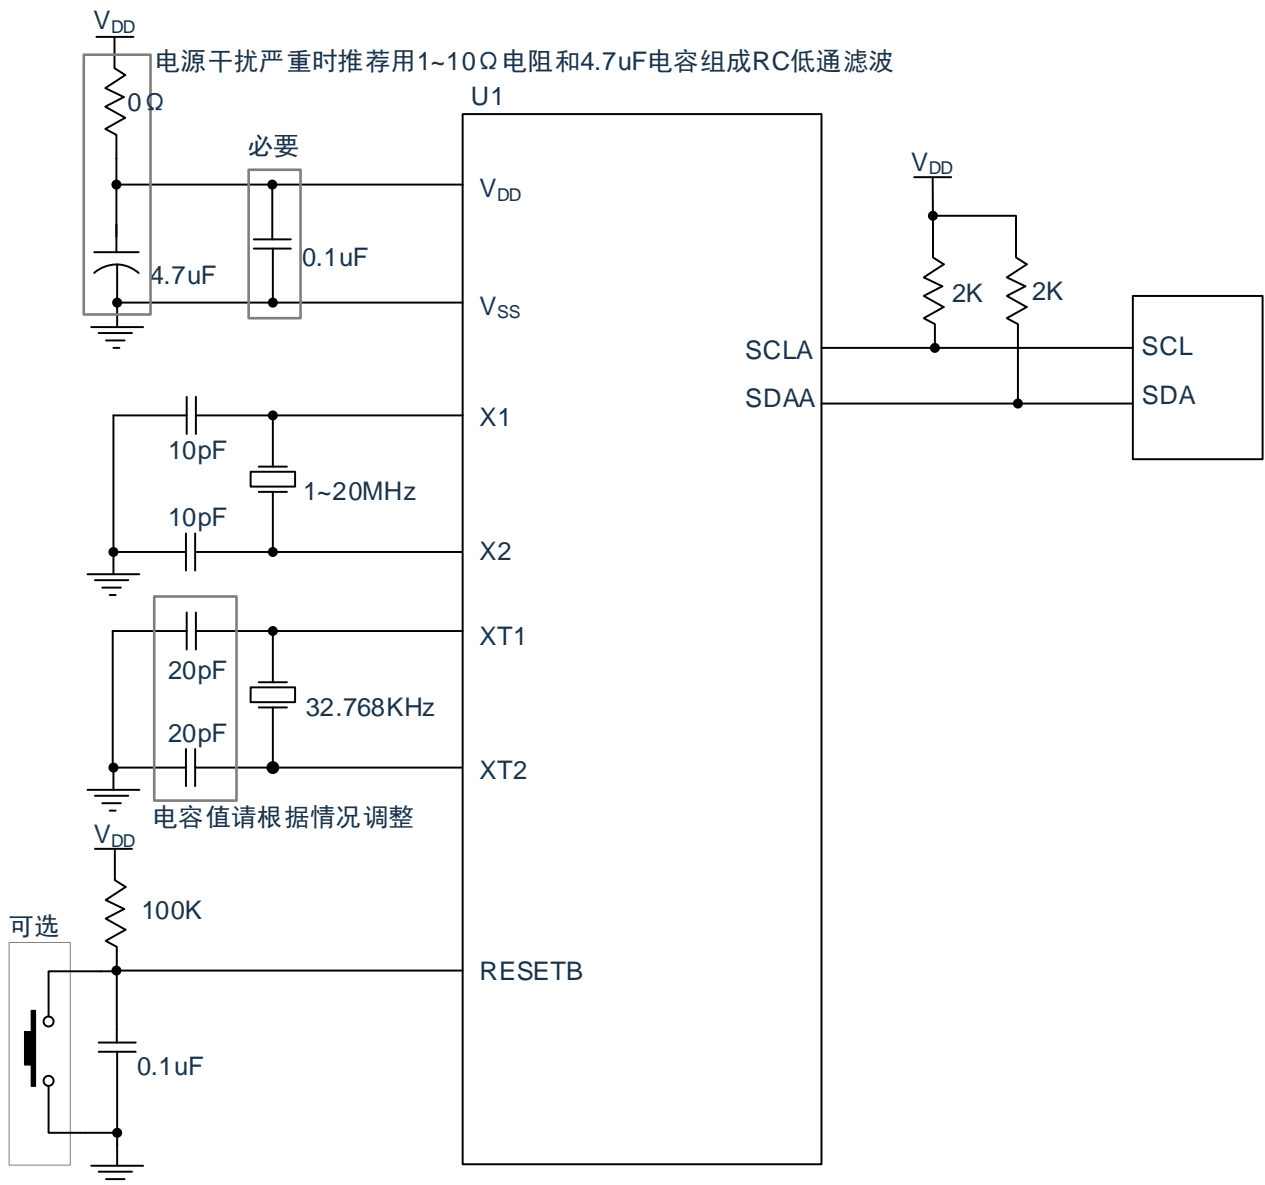 VDD
电源干扰严重时推荐用1~10Ω电阻和4.7uF电容组成RC低通滤波
0Ω
U1
必要
VDD
VDD
0.1uF
4.7uF
VSS
2K
2K
SCLA
SCL
SDAA
SDA
X1
10pF
1~20MHz
10pF
X2
XT1
20pF
32.768KHz
20pF
XT2
电容值请根据情况调整
VDD
100K
可选
RESETB
0.1uF